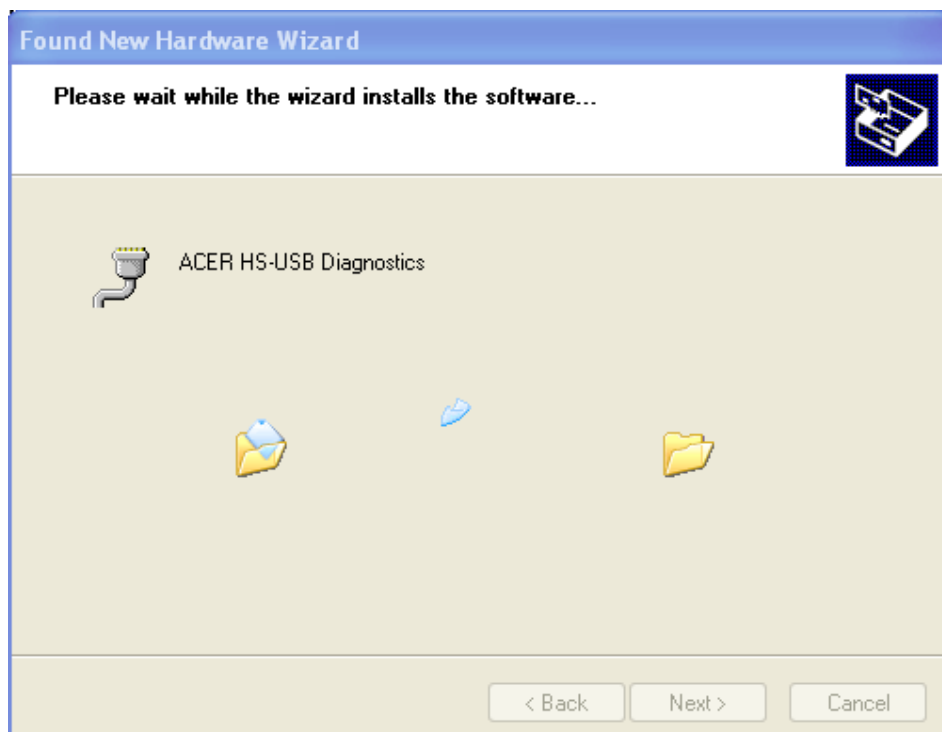 Found New Hardware Wizard
Please wait while the wizard installs the software...
ACER HS-USB Diagnostics
< Back
Next >
Cancel